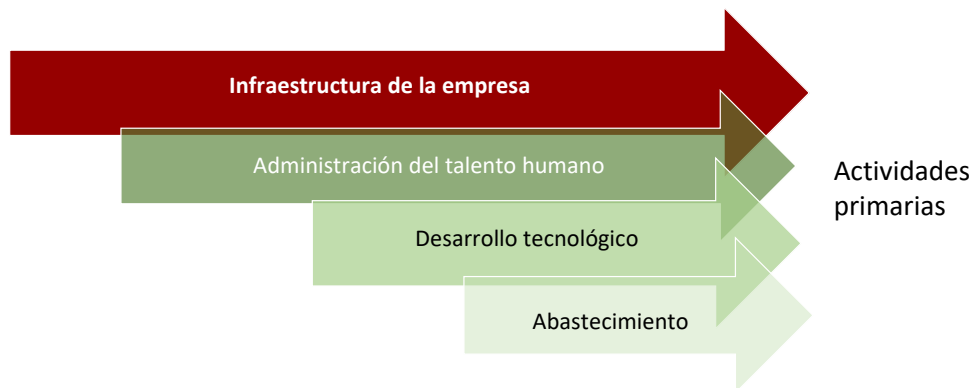 Infraestructura de la empresa
Administración del talento humano
Desarrollo tecnológico
Abastecimiento
Actividades
primarias